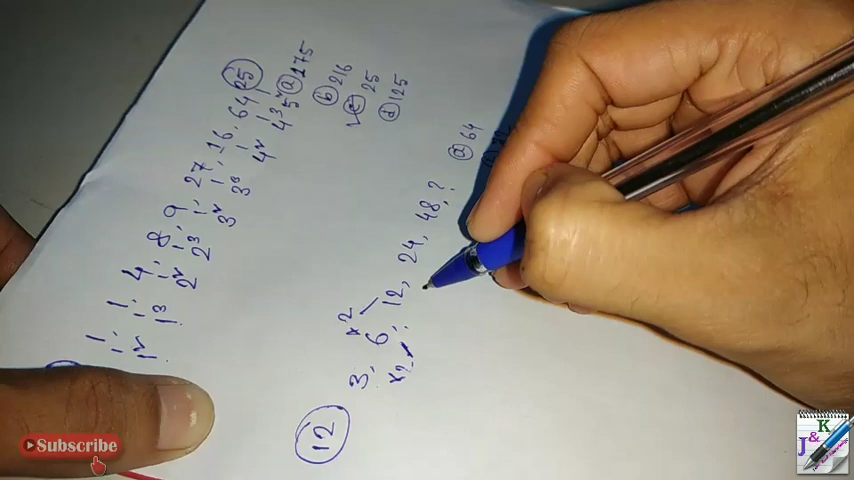 1, 1, 4, 8, 9, 27, 16, 64, 25
1² 1³ 2² 2³ 3² 3³ 4² 4³ 5²
(a) 175
(b) 216
✓(c) 25
(d) 125
12 3, 6, 12, 24, 48, ?
×2 ×2
(a) 64
Subscribe
J&K